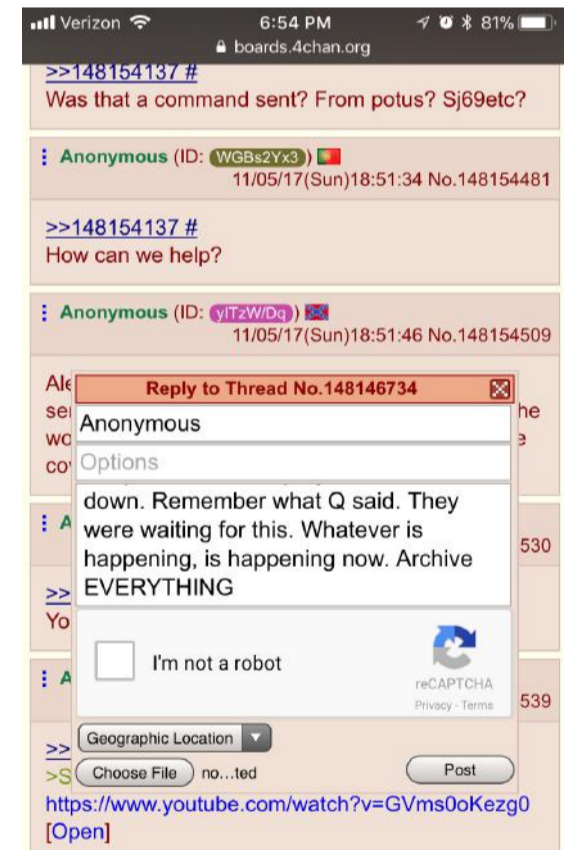 Verizon 6:54 PM 81%
boards.4chan.org
>>148154137 #
Was that a command sent? From potus? Sj69etc?
Anonymous (ID: WGBs2Yx3)
11/05/17(Sun)18:51:34 No.148154481
>>148154137 #
How can we help?
Anonymous (ID: ylTzW/Dq)
11/05/17(Sun)18:51:46 No.148154509
Reply to Thread No.148146734
Anonymous
Options
down. Remember what Q said. They
were waiting for this. Whatever is
happening, is happening now. Archive
EVERYTHING
530
>>
Yo
I'm not a robot
reCAPTCHA
Privacy - Terms
539
Geographic Location
>>
>S
Choose File no...ted
Post
https://www.youtube.com/watch?v=GVms0oKezg0
[Open]